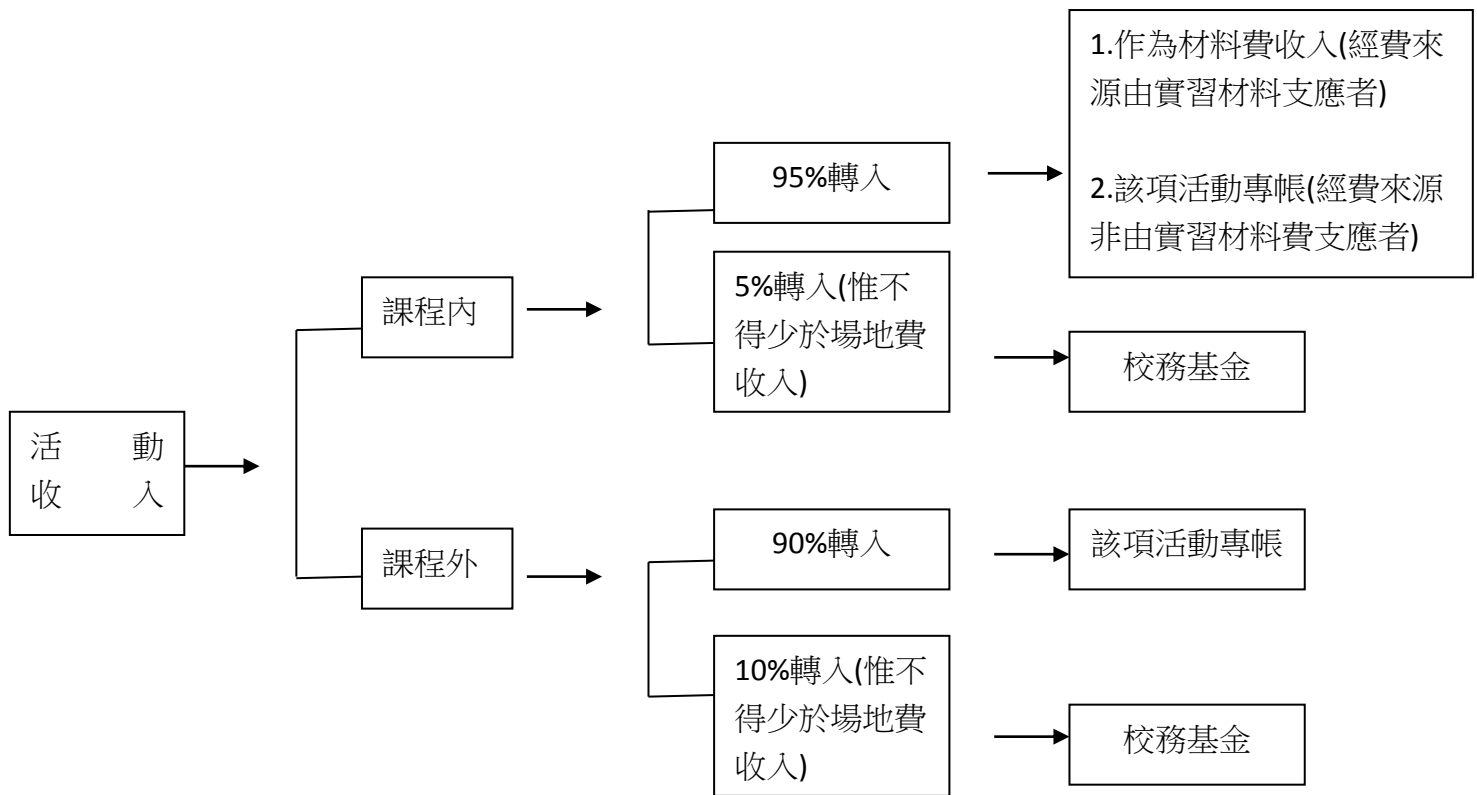 1.作為材料費收入(經費來
源由實習材料支應者)
2.該項活動專帳(經費來源
非由實習材料費支應者)
95%轉入
5%轉入(惟不
得少於場地費
收入)
課程內
校務基金
活 動
收 入
課程外
90%轉入
該項活動專帳
10%轉入(惟不
得少於場地費
收入)
校務基金